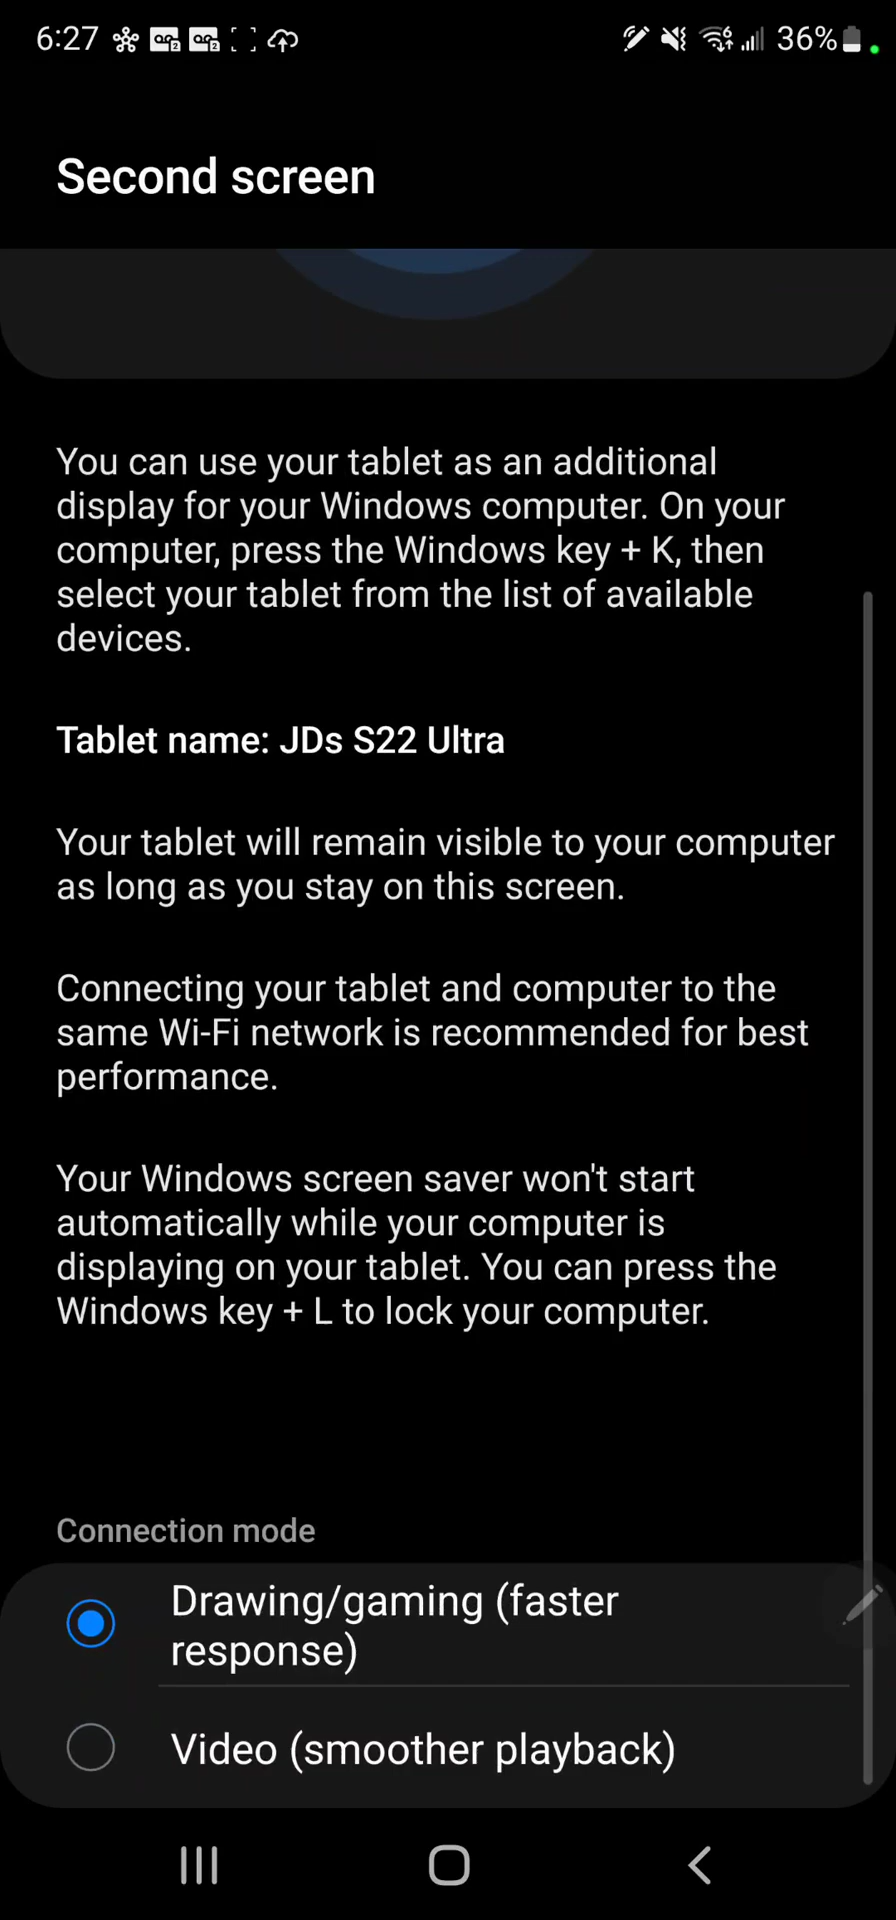 6:27
36%
Second screen
You can use your tablet as an additional
display for your Windows computer. On your
computer, press the Windows key + K, then
select your tablet from the list of available
devices.
Tablet name: JDs S22 Ultra
Your tablet will remain visible to your computer
as long as you stay on this screen.
Connecting your tablet and computer to the
same Wi-Fi network is recommended for best
performance.
Your Windows screen saver won't start
automatically while your computer is
displaying on your tablet. You can press the
Windows key + L to lock your computer.
Connection mode
Drawing/gaming (faster
response)
Video (smoother playback)